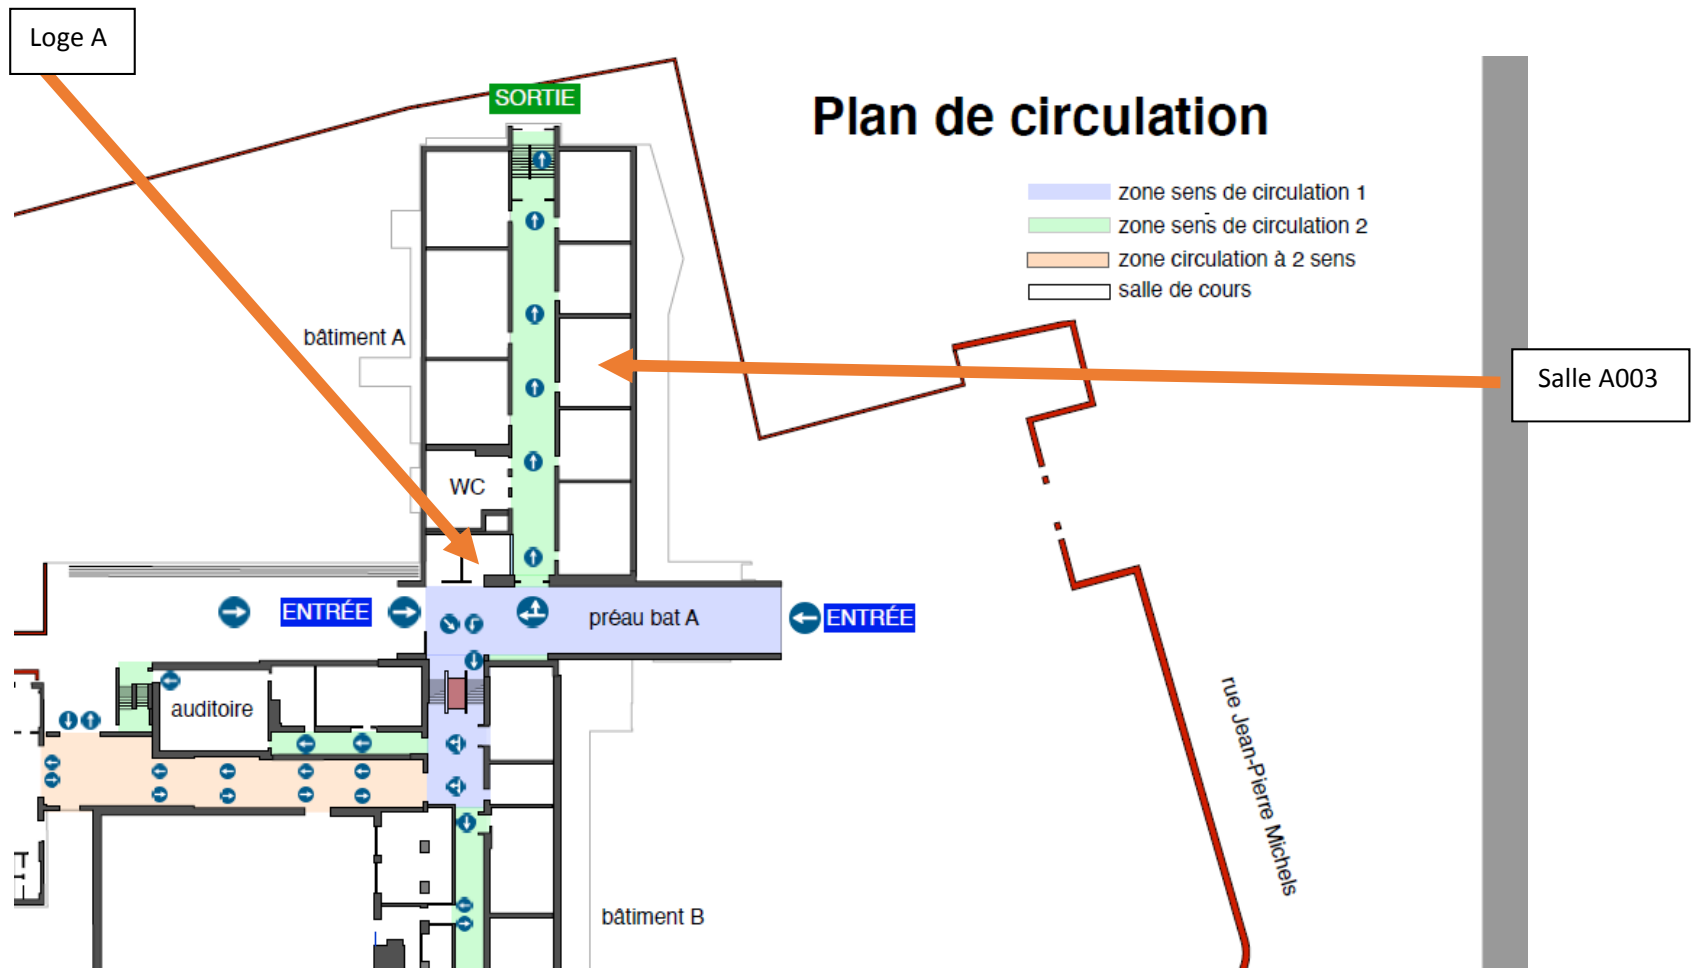 Loge A
SORTIE
Plan de circulation
zone sens de circulation 1
zone sens de circulation 2
zone circulation à 2 sens
salle de cours
bâtiment A
Salle A003
WC
ENTRÉE
préau bat A
ENTRÉE
auditoire
rue Jean-Pierre Michels
bâtiment B